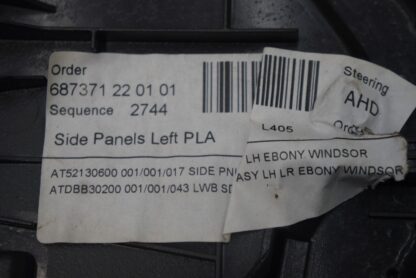 Order
687371 22 01 01
Sequence 2744
Side Panels Left PLA
AT52130600 001/001/017 SIDE PN
ATDBB30200 001/001/043 LWB
Steering
AHD
L405
LH EBONY WINDSOR
ASY LH LR EBONY WINDSOR